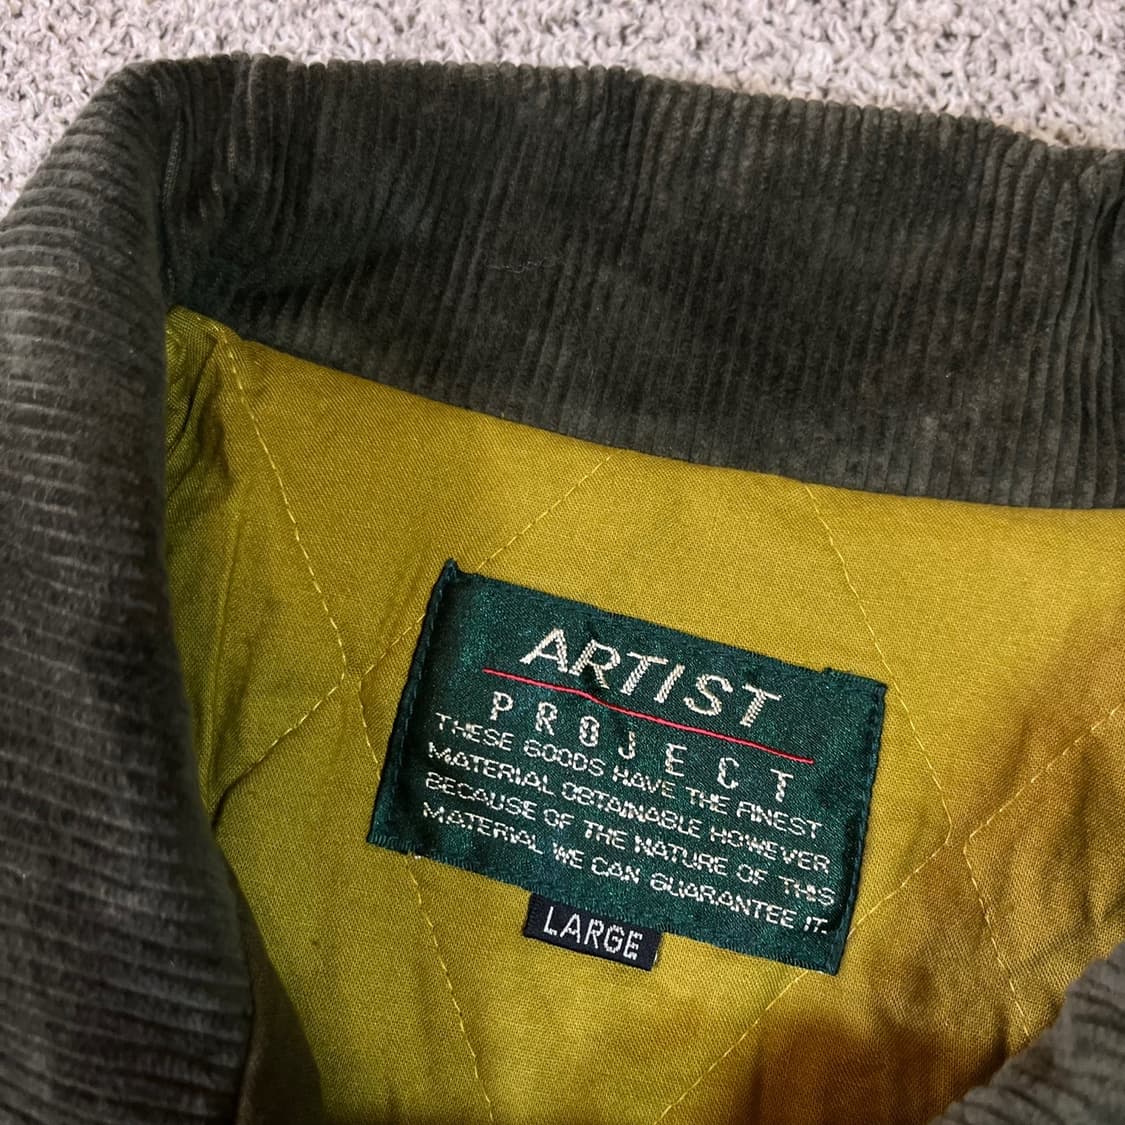 ARTIST
PROJECT
THESE GOODS HAVE THE FINEST
MATERIAL OBTAINABLE HOWEVER
BECAUSE OF THE NATURE OF THIS
MATERIAL WE CAN GUARANTEE IT.
LARGE